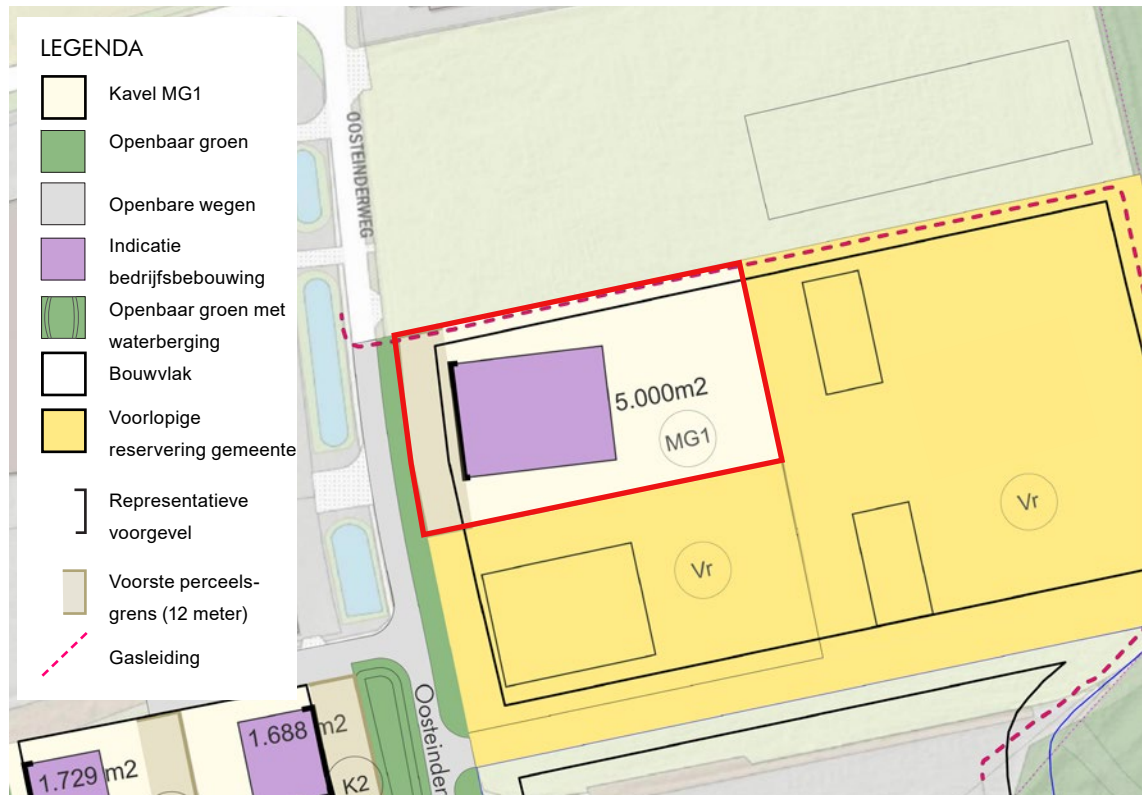 LEGENDA
Kavel MG1
Openbaar groen
Openbare wegen
Indicatie
bedrijfsbebouwing
Openbaar groen met
waterberging
Bouwvlak
Voorlopige
reservering gemeente
Representatieve
voorgevel
Voorste perceels-
grens (12 meter)
Gasleiding
OOSTEINDERWEG
5.000m2
MG1
Vr
Vr
Oosteinder
1.688 m2
1.729 m2
K2